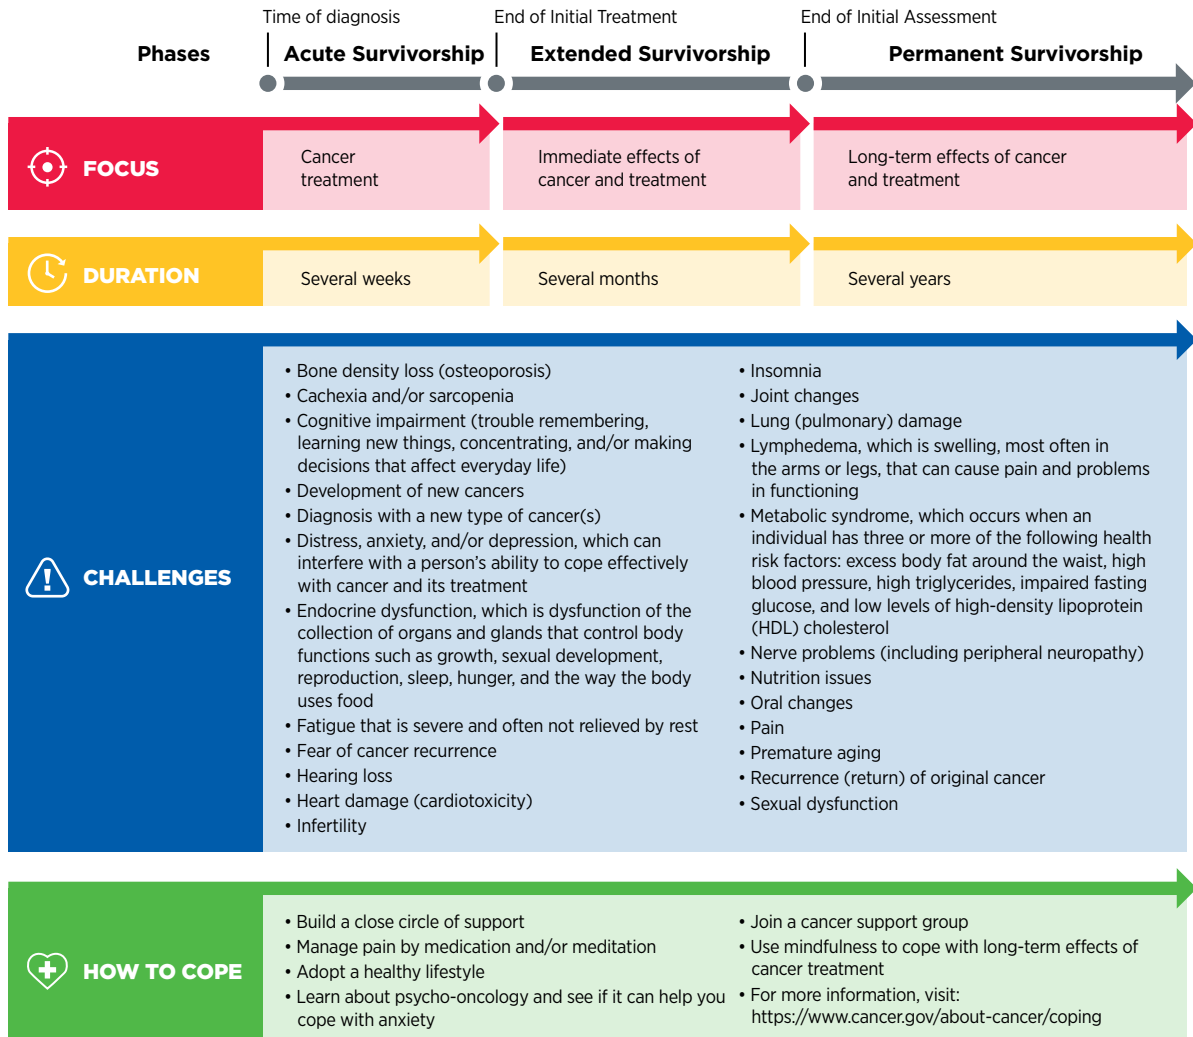 Time of diagnosis
End of Initial Treatment
End of Initial Assessment
Phases
Acute Survivorship
Extended Survivorship
Permanent Survivorship
FOCUS
Cancer
treatment
Immediate effects of
cancer and treatment
Long-term effects of cancer
and treatment
DURATION
Several weeks
Several months
Several years
CHALLENGES
• Bone density loss (osteoporosis)
• Cachexia and/or sarcopenia
• Cognitive impairment (trouble remembering,
learning new things, concentrating, and/or making
decisions that affect everyday life)
• Development of new cancers
• Diagnosis with a new type of cancer(s)
• Distress, anxiety, and/or depression, which can
interfere with a person's ability to cope effectively
with cancer and its treatment
• Endocrine dysfunction, which is dysfunction of the
collection of organs and glands that control body
functions such as growth, sexual development,
reproduction, sleep, hunger, and the way the body
uses food
• Fatigue that is severe and often not relieved by rest
• Fear of cancer recurrence
• Hearing loss
• Heart damage (cardiotoxicity)
• Infertility
• Insomnia
• Joint changes
• Lung (pulmonary) damage
• Lymphedema, which is swelling, most often in
the arms or legs, that can cause pain and problems
in functioning
• Metabolic syndrome, which occurs when an
individual has three or more of the following health
risk factors: excess body fat around the waist, high
blood pressure, high triglycerides, impaired fasting
glucose, and low levels of high-density lipoprotein
(HDL) cholesterol
• Nerve problems (including peripheral neuropathy)
• Nutrition issues
• Oral changes
• Pain
• Premature aging
• Recurrence (return) of original cancer
• Sexual dysfunction
HOW TO COPE
• Build a close circle of support
• Manage pain by medication and/or meditation
• Adopt a healthy lifestyle
• Learn about psycho-oncology and see if it can help you
cope with anxiety
• Join a cancer support group
• Use mindfulness to cope with long-term effects of
cancer treatment
• For more information, visit:
https://www.cancer.gov/about-cancer/coping